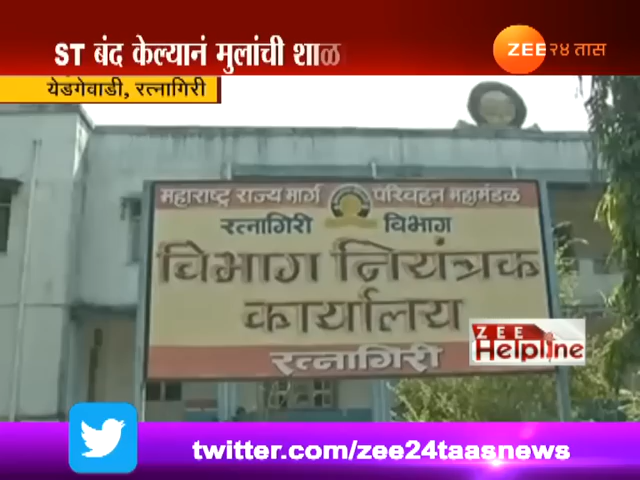 ST बंद केल्यानं मुलांची शाळ
ZEE २४ तास
येडगेवाडी, रत्नागिरी
महाराष्ट्र राज्य मार्ग परिवहन महामंडळ
रत्नागिरी विभाग
विभाग नियंत्रक
कार्यालय
रत्नागिरी
ZEE
Helpline
twitter.com/zee24taasnews